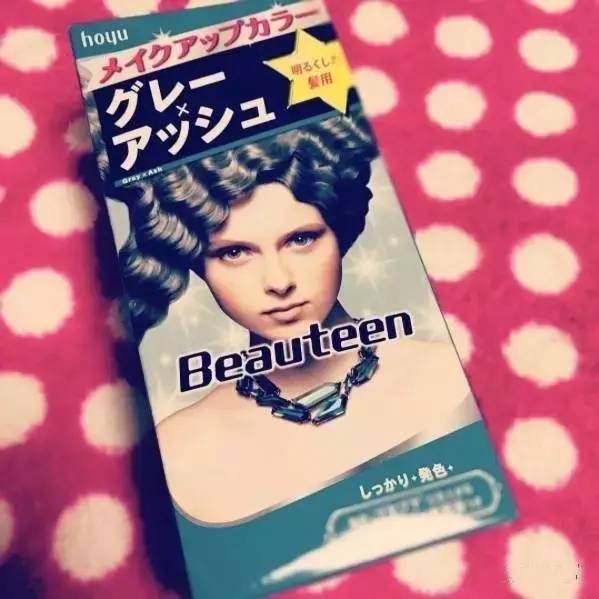 hoyu
メイクアップカラー
グレー
×
アッシュ
Gray × Ash
明るくした
髪用
Beauteen
しっかり+発色+